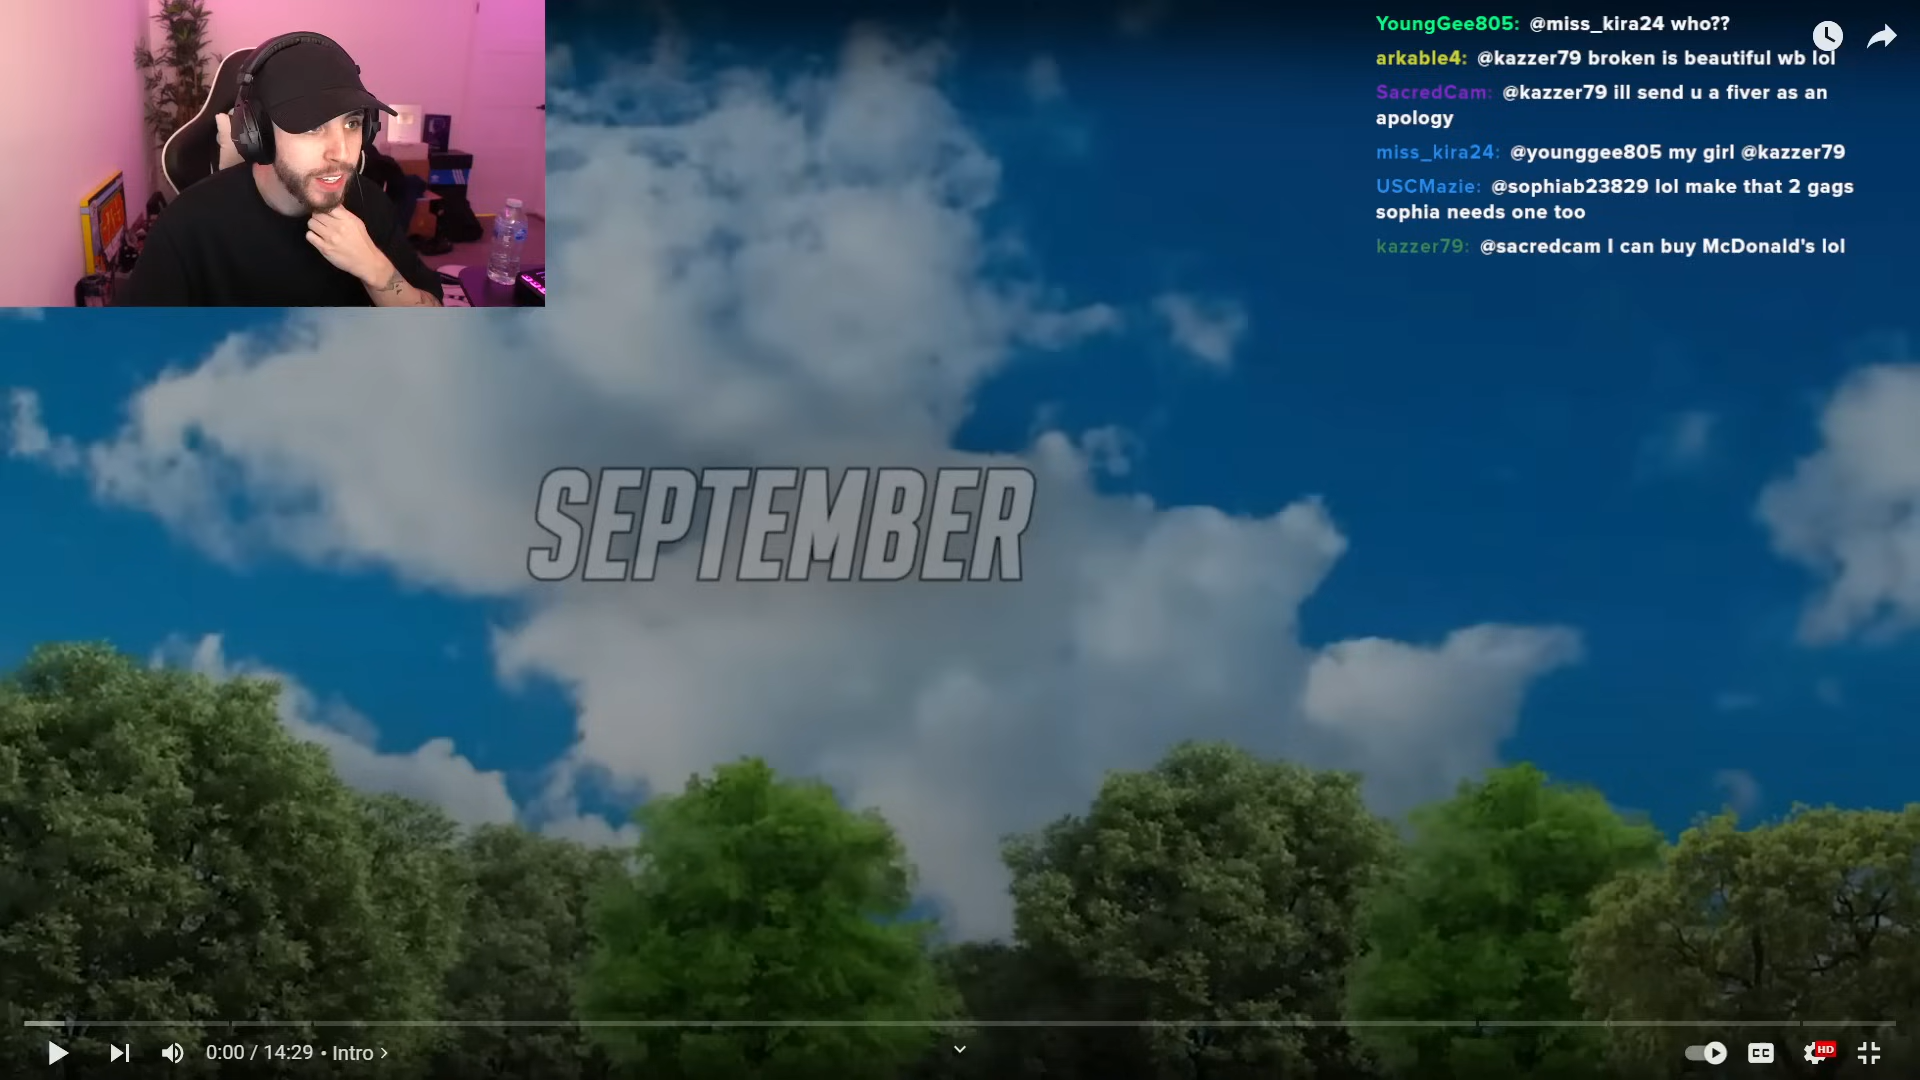 YoungGee805: @miss_kira24 who??
arkable4: @kazzer79 broken is beautiful wb lol
SacredCam: @kazzer79 ill send u a fiver as an
apology
miss_kira24: @younggee805 my girl @kazzer79
USCMazie: @sophiab23829 lol make that 2 gags
sophia needs one too
kazzer79: @sacredcam I can buy McDonald's lol
SEPTEMBER
0:00 / 14:29 • Intro
CC
HD